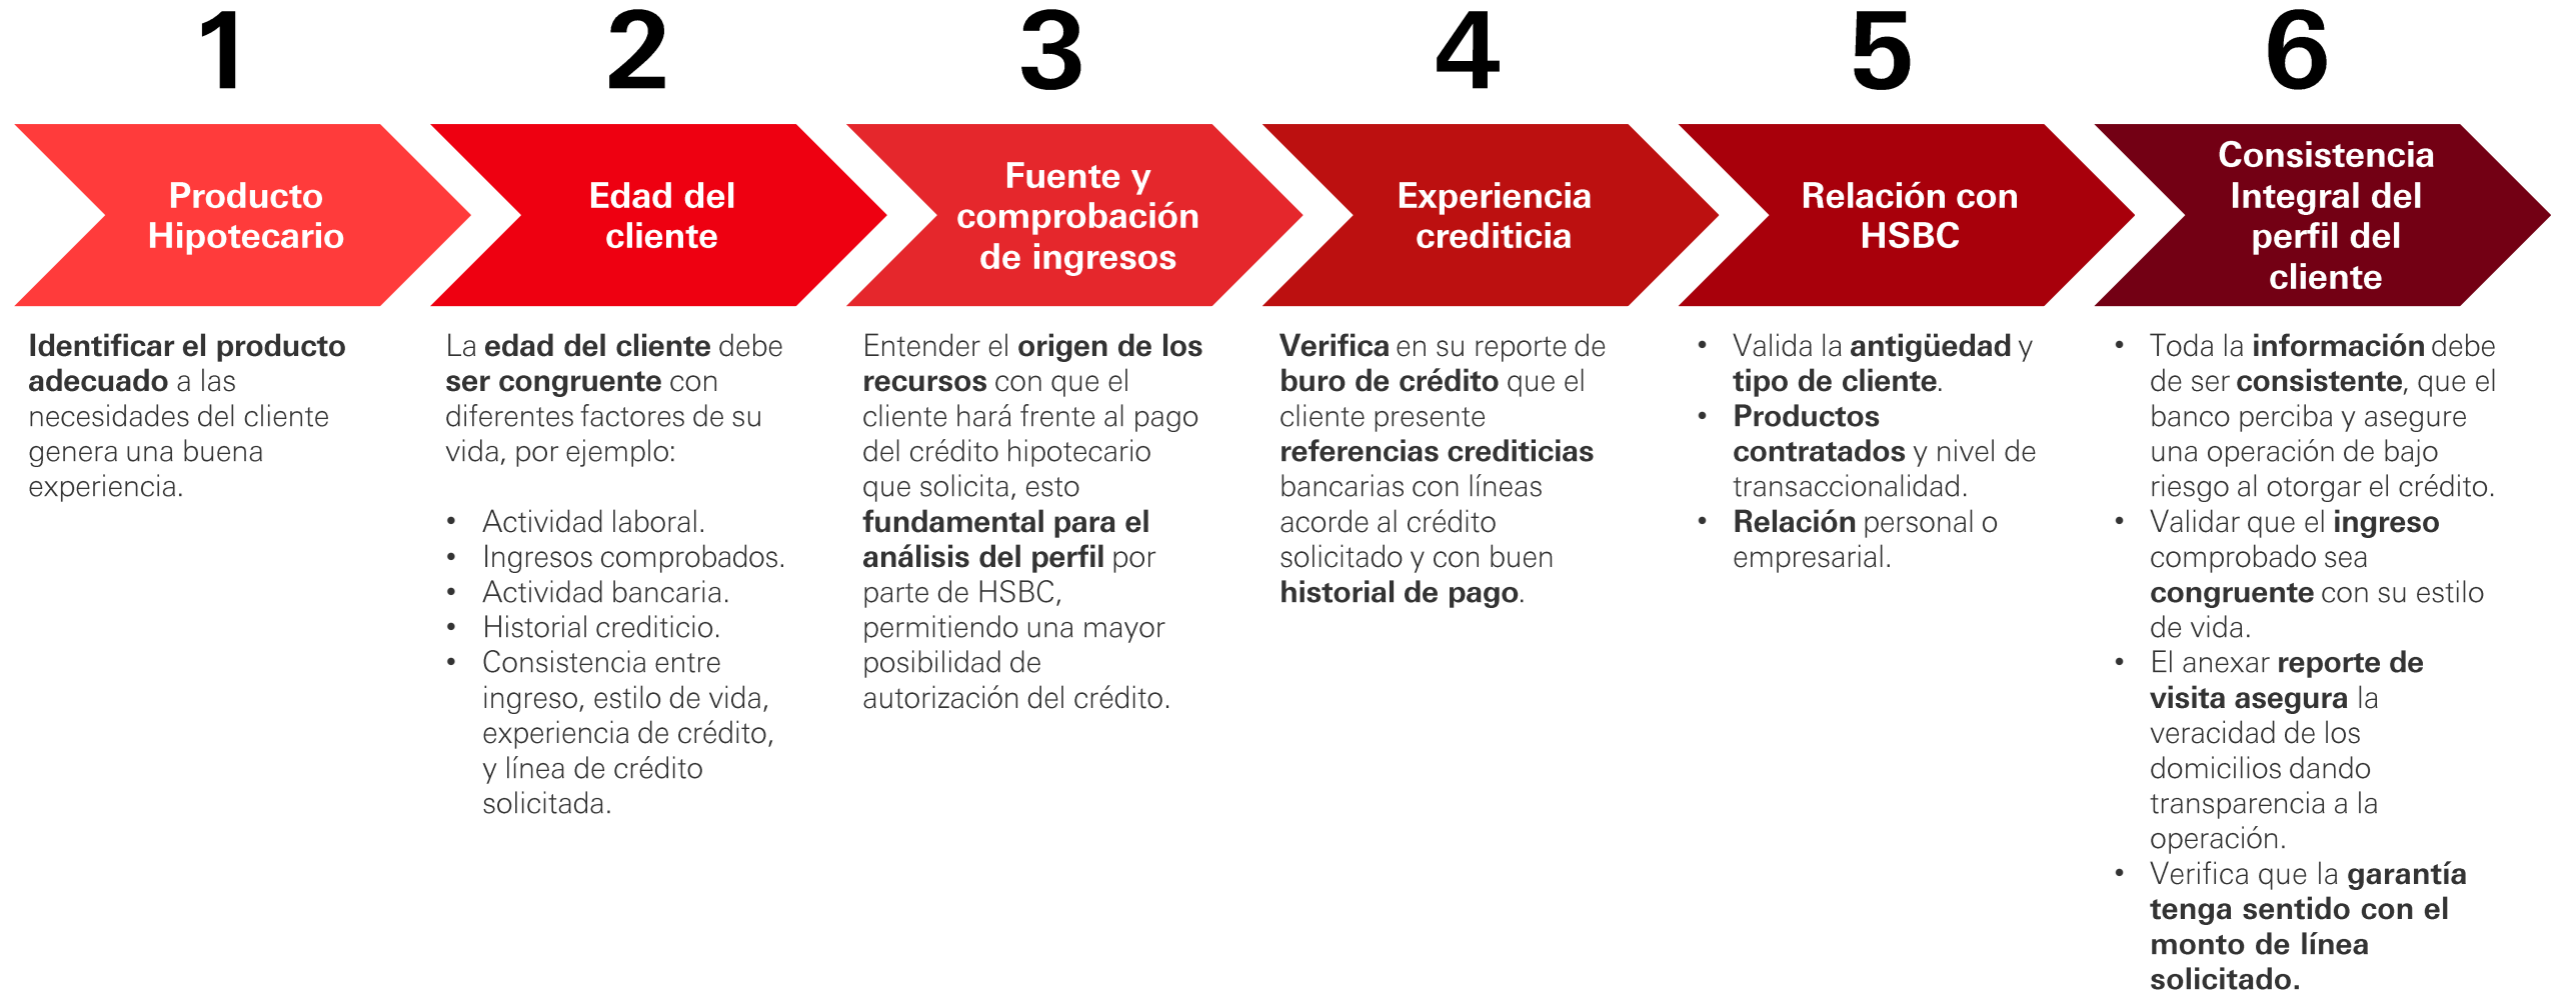 1
Producto
Hipotecario
Identificar el producto
adecuado a las
necesidades del cliente
genera una buena
experiencia.
2
Edad del
cliente
La edad del cliente debe
ser congruente con
diferentes factores de su
vida, por ejemplo:
• Actividad laboral.
• Ingresos comprobados.
• Actividad bancaria.
• Historial crediticio.
• Consistencia entre
ingreso, estilo de vida,
experiencia de crédito,
y línea de crédito
solicitada.
3
Fuente y
comprobación
de ingresos
Entender el origen de los
recursos con que el
cliente hará frente al pago
del crédito hipotecario
que solicita, esto
fundamental para el
análisis del perfil por
parte de HSBC,
permitiendo una mayor
posibilidad de
autorización del crédito.
4
Experiencia
crediticia
Verifica en su reporte de
buro de crédito que el
cliente presente
referencias crediticias
bancarias con líneas
acorde al crédito
solicitado y con buen
historial de pago.
5
Relación con
HSBC
• Valida la antigüedad y
tipo de cliente.
• Productos
contratados y nivel de
transaccionalidad.
• Relación personal o
empresarial.
6
Consistencia
Integral del
perfil del
cliente
• Toda la información debe
de ser consistente, que el
banco perciba y asegure
una operación de bajo
riesgo al otorgar el crédito.
• Validar que el ingreso
comprobado sea
congruente con su estilo
de vida.
• El anexar reporte de
visita asegura la
veracidad de los
domicilios dando
transparencia a la
operación.
• Verifica que la garantía
tenga sentido con el
monto de línea
solicitado.